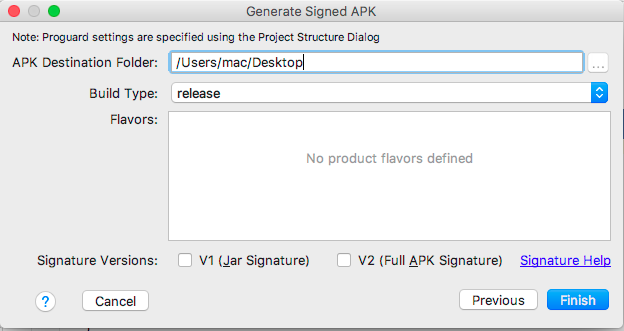 Generate Signed APK
Note: Proguard settings are specified using the Project Structure Dialog
APK Destination Folder: /Users/mac/Desktop ...
Build Type: release
Flavors:
No product flavors defined
Signature Versions: V1 (Jar Signature) V2 (Full APK Signature) Signature Help
? Cancel Previous Finish